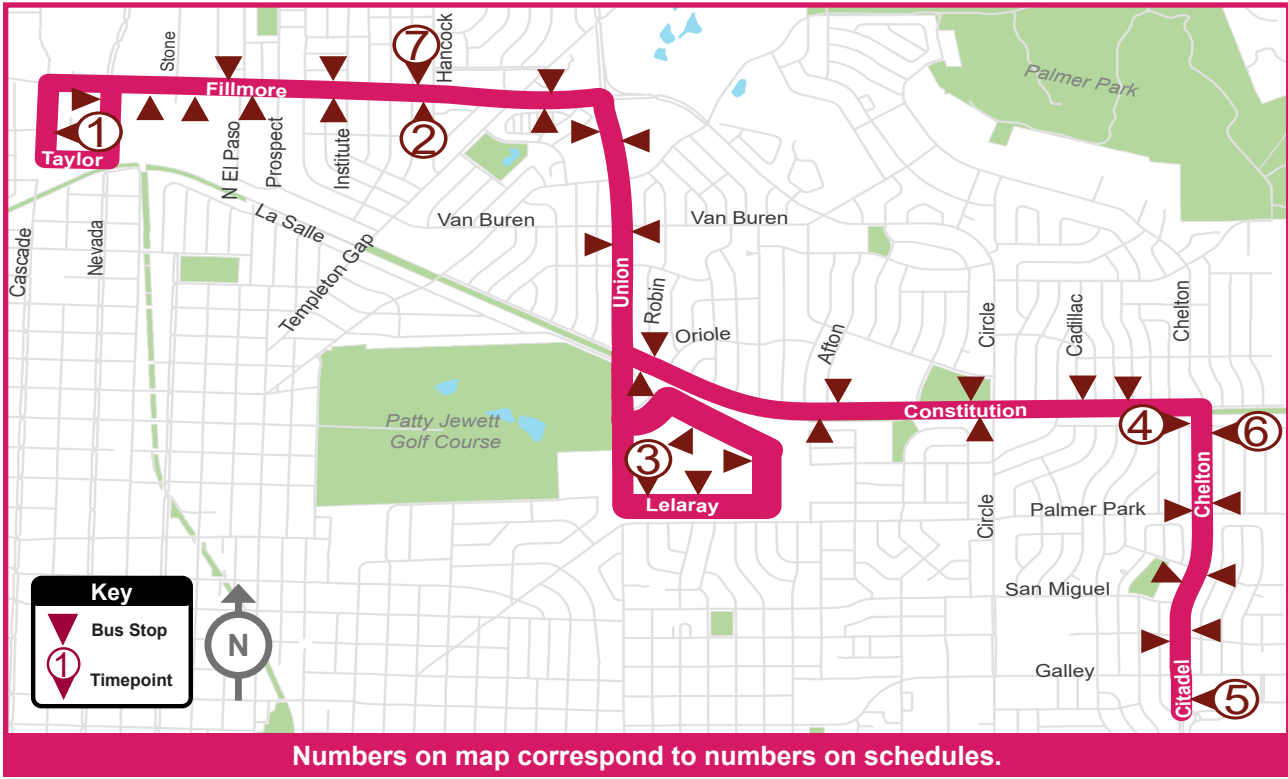 Stone
Hancock
7
Palmer Park
Fillmore
1
2
Taylor
N El Paso
Prospect
Institute
La Salle
Van Buren
Van Buren
Cascade
Nevada
Templeton Gap
Union
Robin
Oriole
Afton
Circle
Cadillac
Chelton
Patty Jewett
Golf Course
Constitution
4
6
3
Lelaray
Circle
Palmer Park
Chelton
San Miguel
Galley
Citadel
5
Key
Bus Stop
1
Timepoint
N
Numbers on map correspond to numbers on schedules.